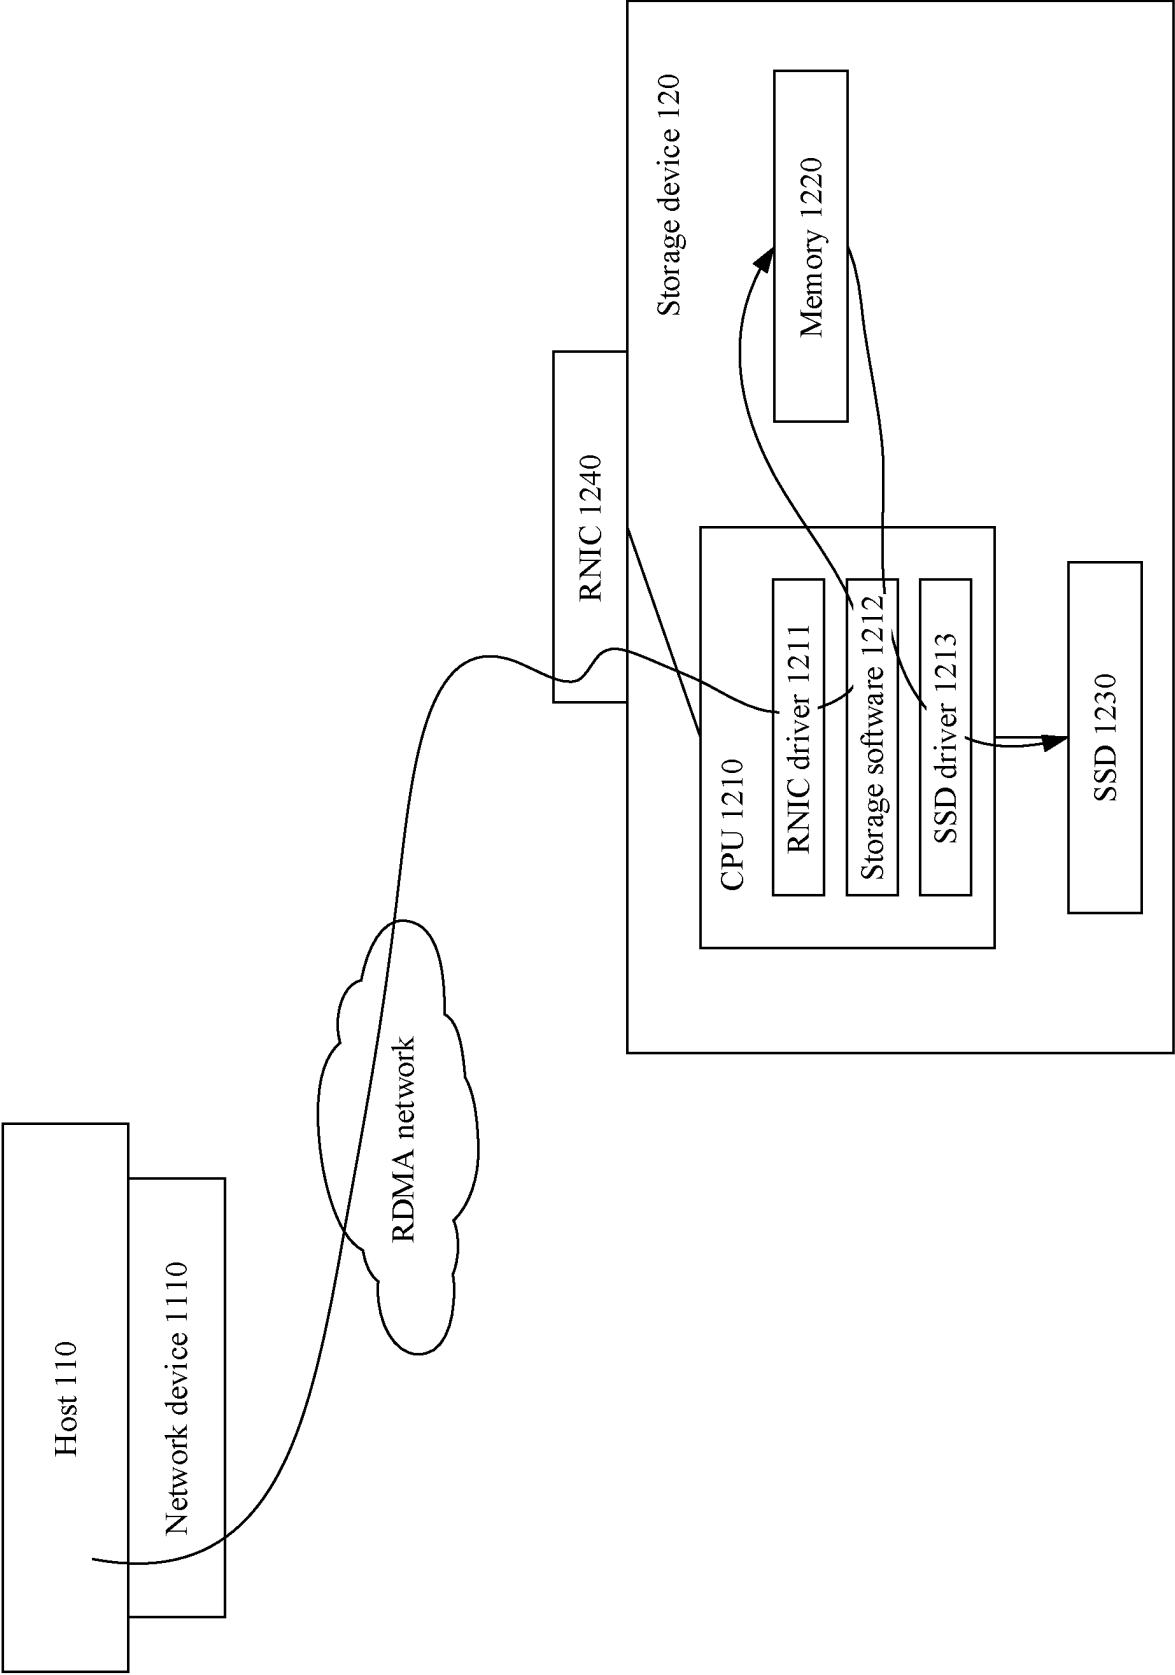 Host 110
Network device 1110
RDMA network
RNIC 1240
Storage device 120
CPU 1210
RNIC driver 1211
Storage software 1212
SSD driver 1213
Memory 1220
SSD 1230